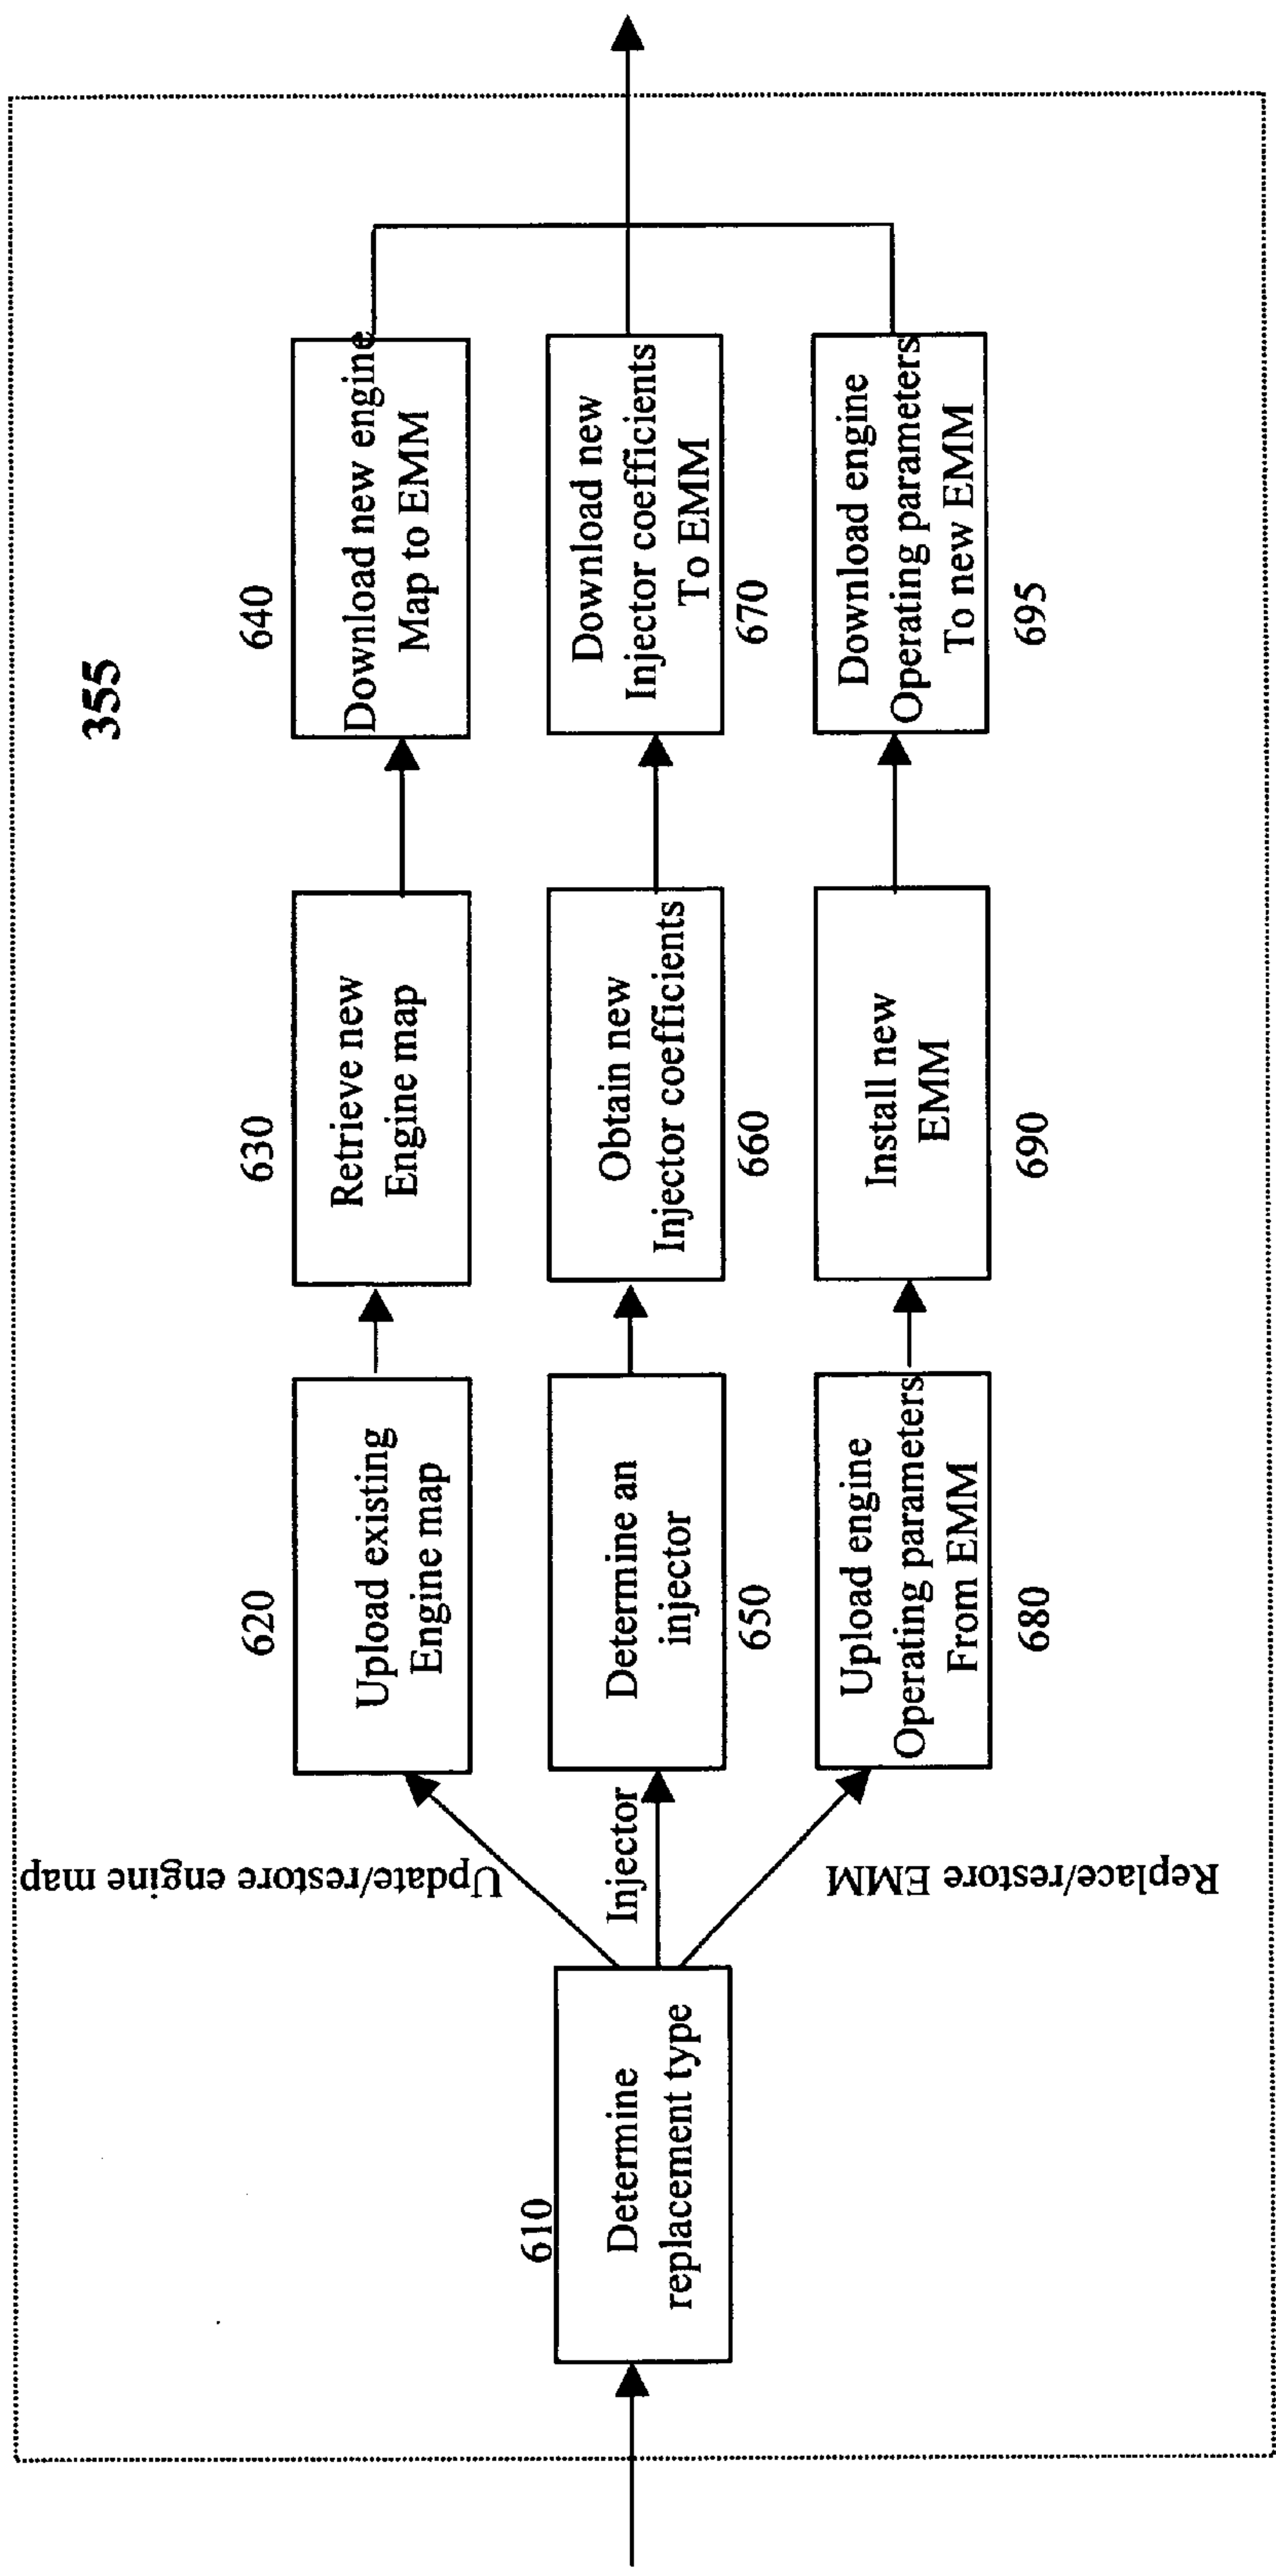 355
610
Determine
replacement type
Update/restore engine map
Injector
Replace/restore EMM
620
Upload existing
Engine map
630
Retrieve new
Engine map
640
Download new engine
Map to EMM
Determine an
injector
650
Obtain new
Injector coefficients
660
Download new
Injector coefficients
To EMM
670
Upload engine
Operating parameters
From EMM
680
Install new
EMM
690
Download engine
Operating parameters
To new EMM
695